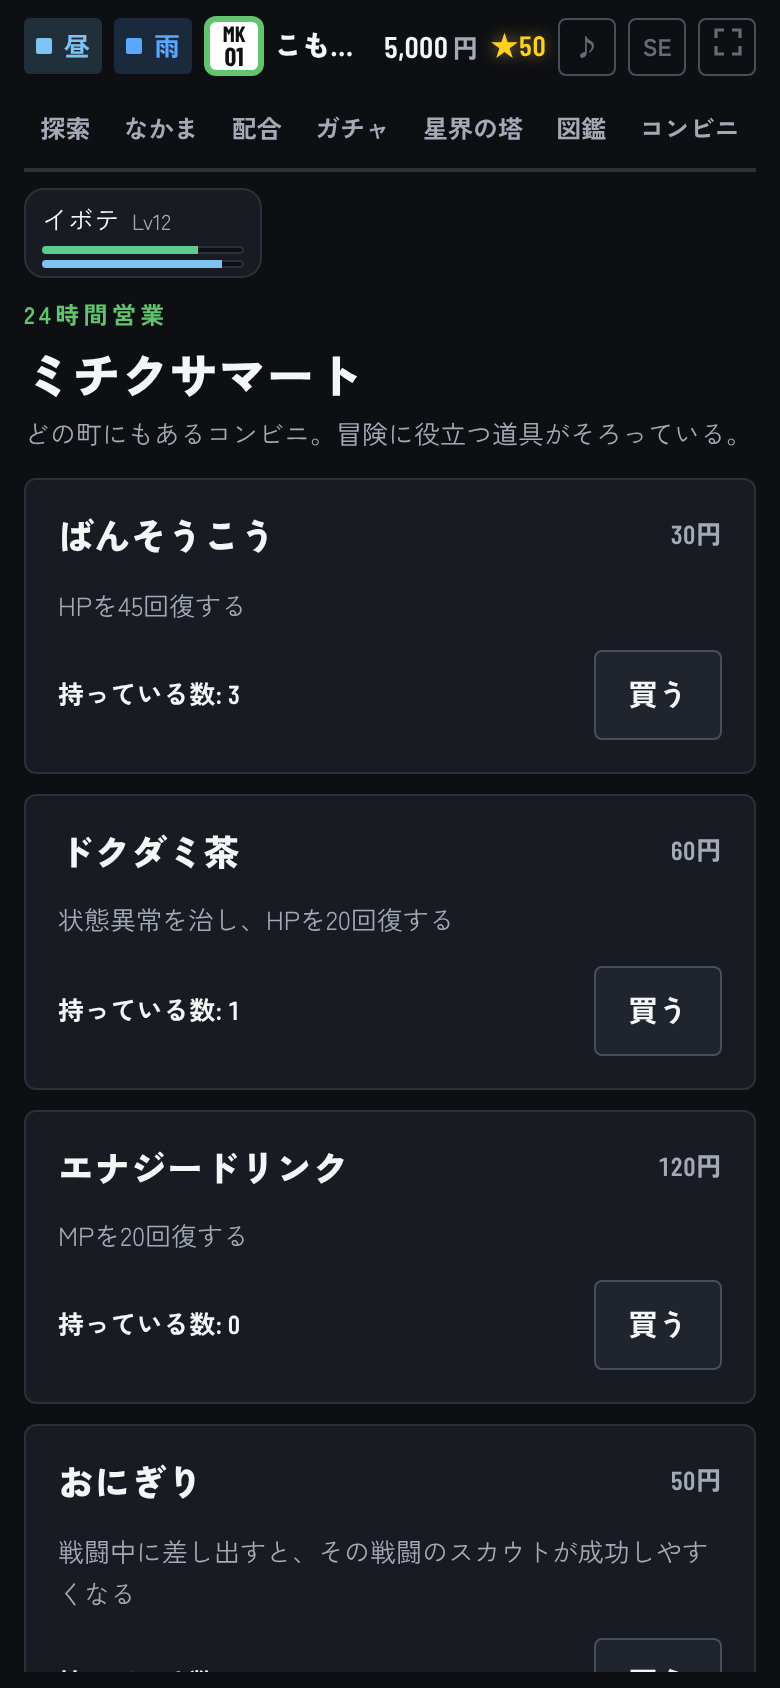 昼 雨 MK 01 こも... 5,000 円 ★50 ♪ SE
探索 なかま 配合 ガチャ 星界の塔 図鑑 コンビニ
イボテ Lv12
24時間営業
ミチクサマート
どの町にもあるコンビニ。冒険に役立つ道具がそろっている。
ばんそうこう 30円
HPを45回復する
持っている数: 3 買う
ドクダミ茶 60円
状態異常を治し、HPを20回復する
持っている数: 1 買う
エナジードリンク 120円
MPを20回復する
持っている数: 0 買う
おにぎり 50円
戦闘中に差し出すと、その戦闘のスカウトが成功しやす
くなる